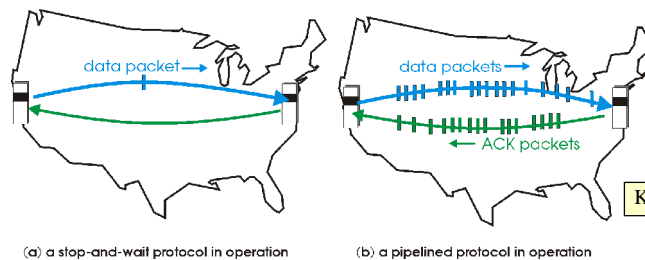 data packet
data packets
ACK packets
K
(a) a stop-and-wait protocol in operation
(b) a pipelined protocol in operation